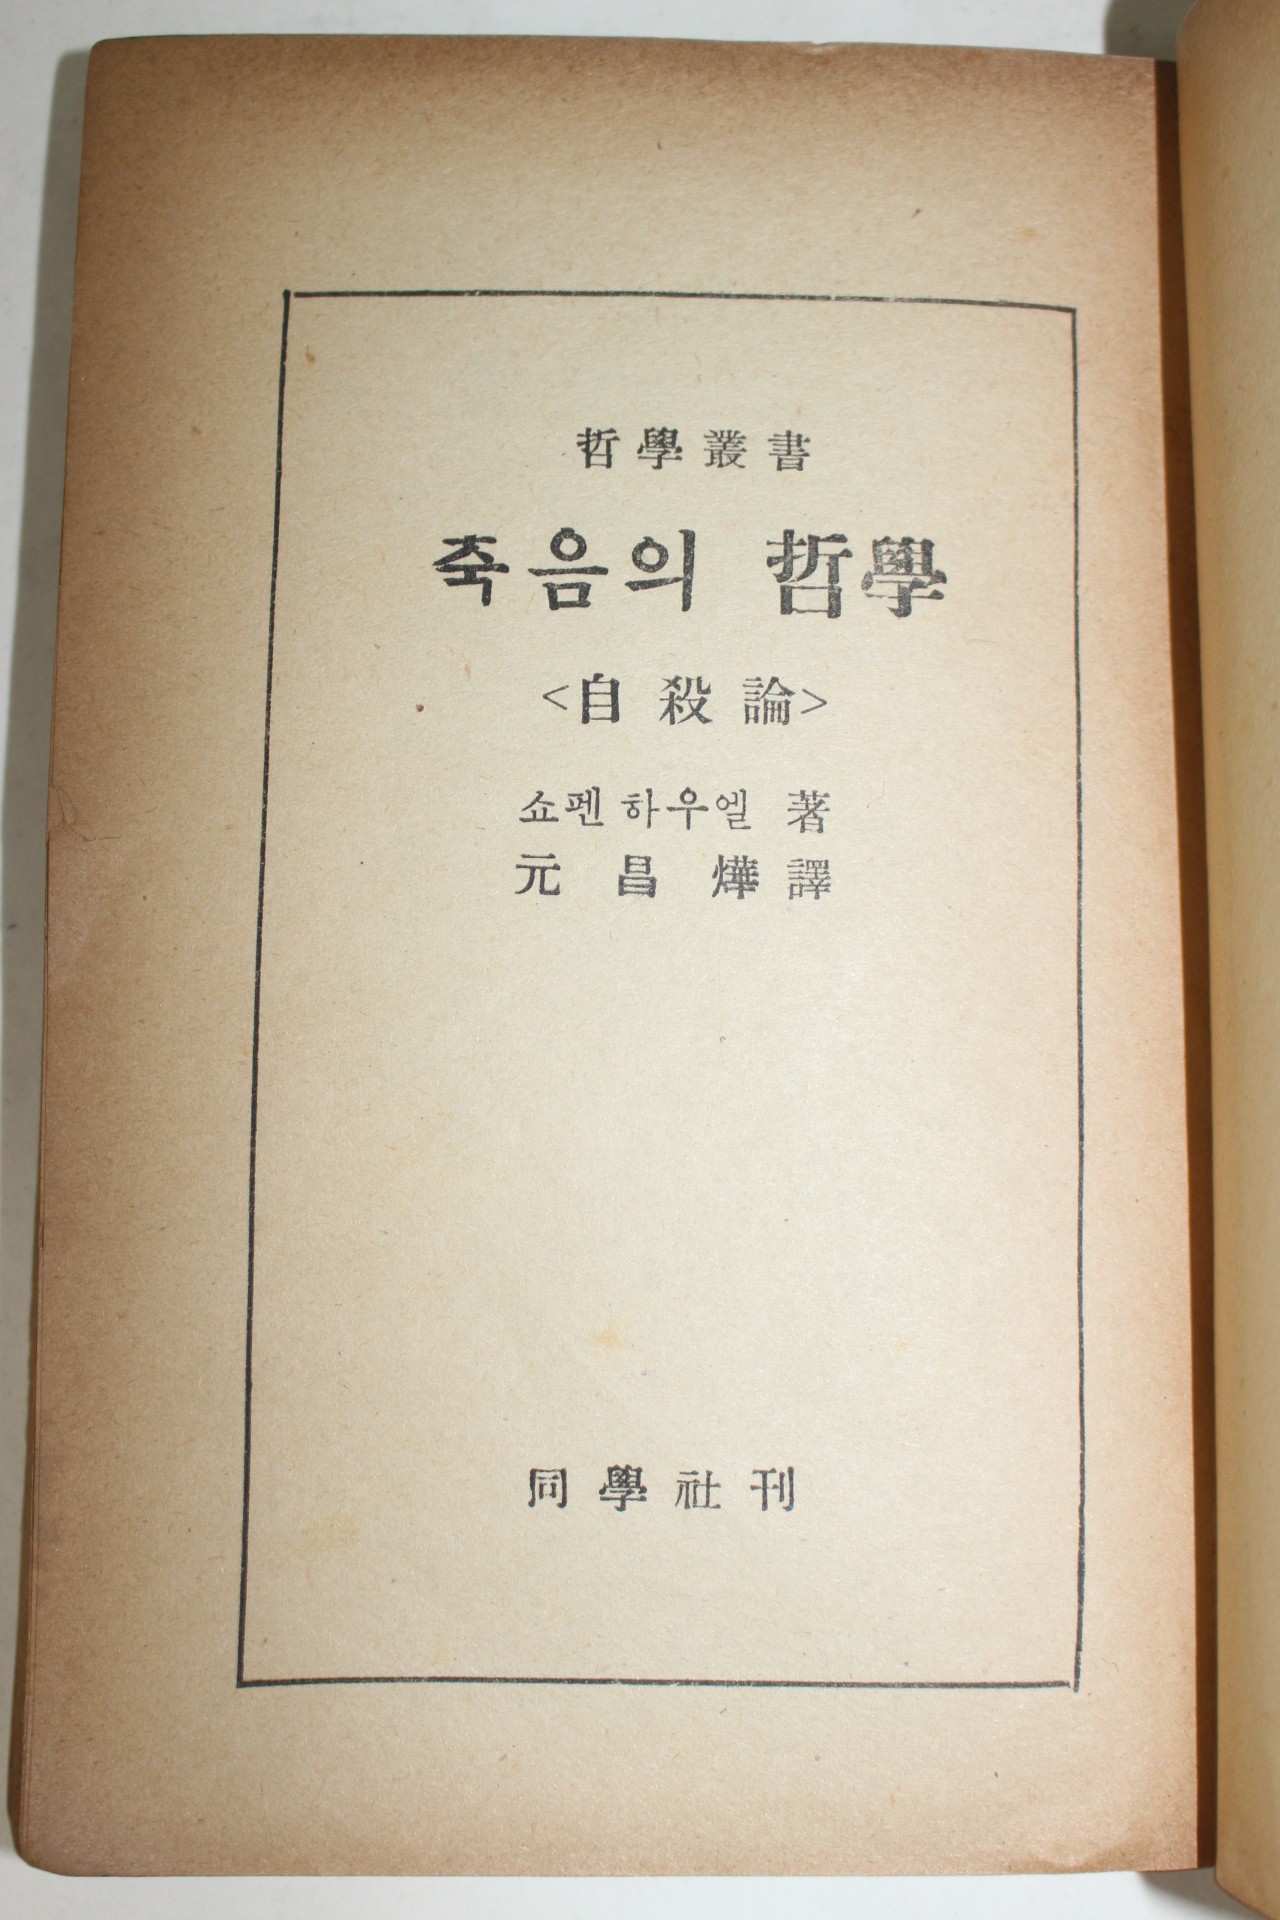 哲學叢書
죽음의 哲學
<自殺論>
쇼펜하우엘 著
元昌燁 譯
同學社刊